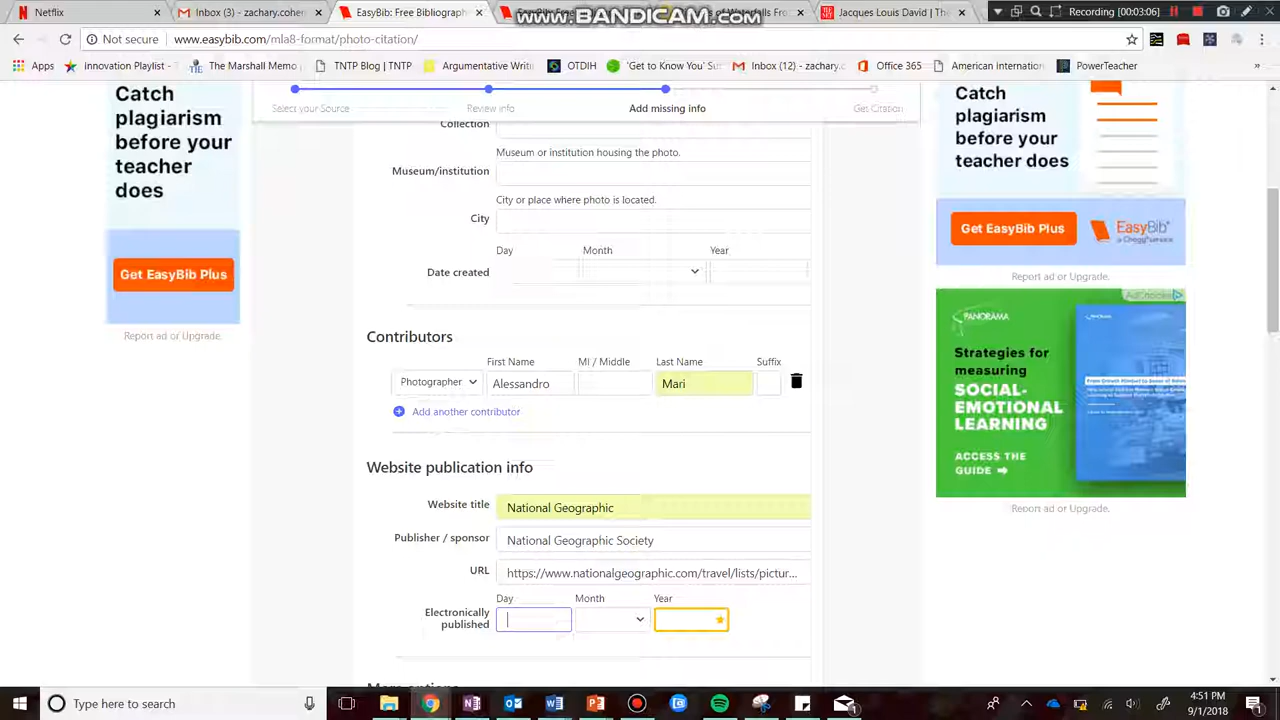 Netflix
Inbox (3) - zachary.cohen
EasyBib: Free Bibliograph
www.BANDICAM.com
Jacques Louis David | The
Recording [00:03:06]
Not secure
www.easybib.com/mla8-format/photo-citation/
Apps
innovation Playlist -
The Marshall Memo
TNTP Blog | TNTP
Argumentative Writin
OTDIH
'Get to Know You' Su
Inbox (12) - zachary.
Office 365
American internation
PowerTeacher
»
Select your Source
Review info
Add missing info
Get Citation
Catch
plagiarism
before your
teacher
does
Get EasyBib Plus
Report ad or Upgrade.
Collection
Museum or institution housing the photo.
Museum/institution
City or place where photo is located.
City
Day
Month
Year
Date created
Contributors
First Name
MI / Middle
Last Name
Suffix
Photographer
Alessandro
Mari
Add another contributor
Website publication info
Website title
National Geographic
Publisher / sponsor
National Geographic Society
URL
https://www.nationalgeographic.com/travel/lists/pictur...
Day
Month
Year
Electronically
published
More options
Catch
plagiarism
before your
teacher does
Get EasyBib Plus
EasyBib
a Chegg service
Report ad or Upgrade.
AdChoices
PANORAMA
Strategies for
measuring
SOCIAL-
EMOTIONAL
LEARNING
ACCESS THE
GUIDE
Report ad or Upgrade.
Type here to search
4:51 PM
9/1/2018